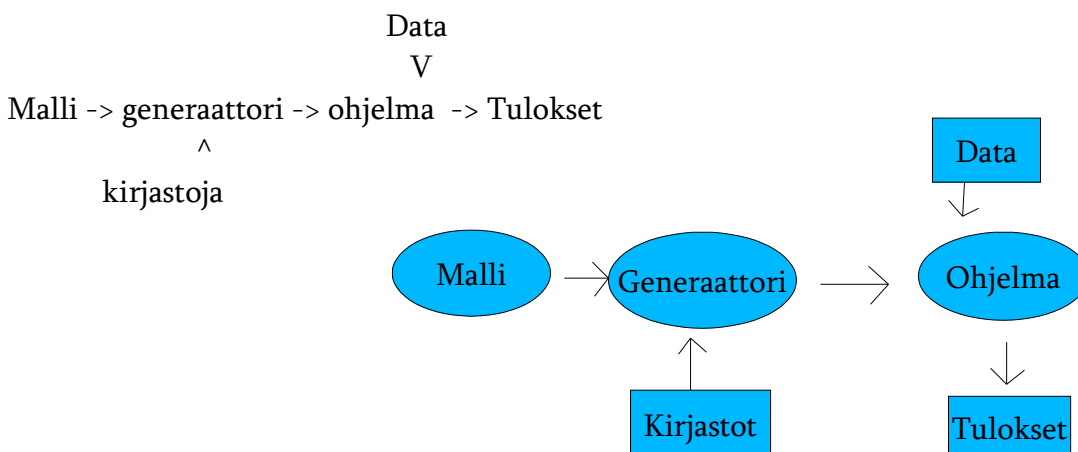 Data
V
Malli -> generaattori -> ohjelma -> Tulokset
^
kirjastoja
Data
Malli
Generaattori
Ohjelma
Kirjastot
Tulokset